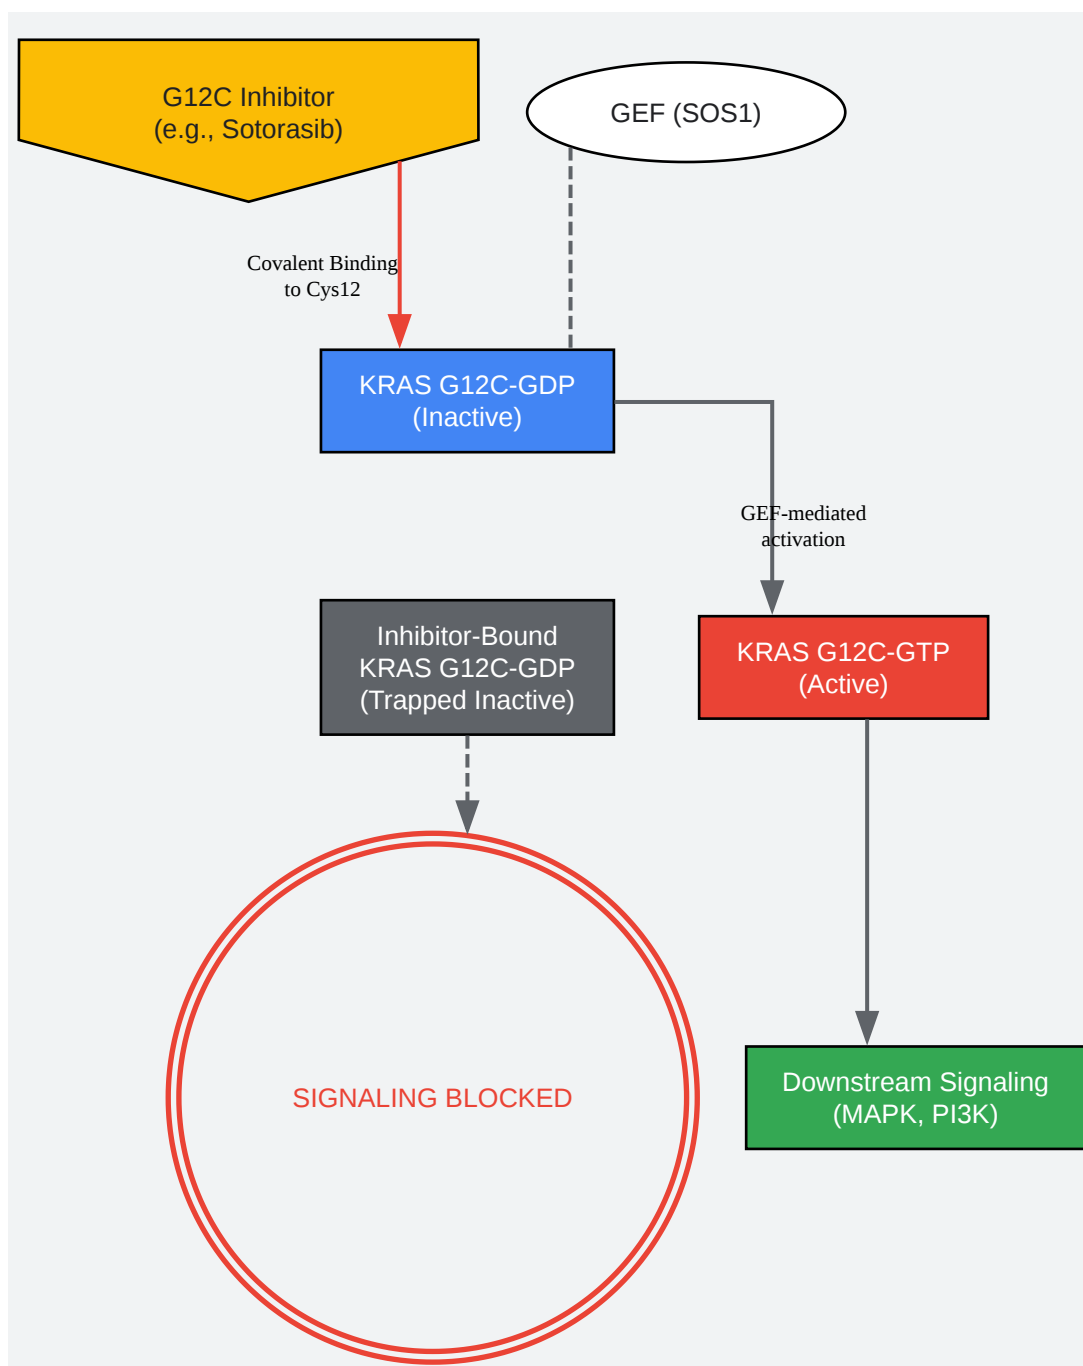 G12C Inhibitor
(e.g., Sotorasib)
GEF (SOS1)
Covalent Binding
to Cys12
KRAS G12C-GDP
(Inactive)
GEF-mediated
activation
Inhibitor-Bound
KRAS G12C-GDP
(Trapped Inactive)
KRAS G12C-GTP
(Active)
SIGNALING BLOCKED
Downstream Signaling
(MAPK, PI3K)